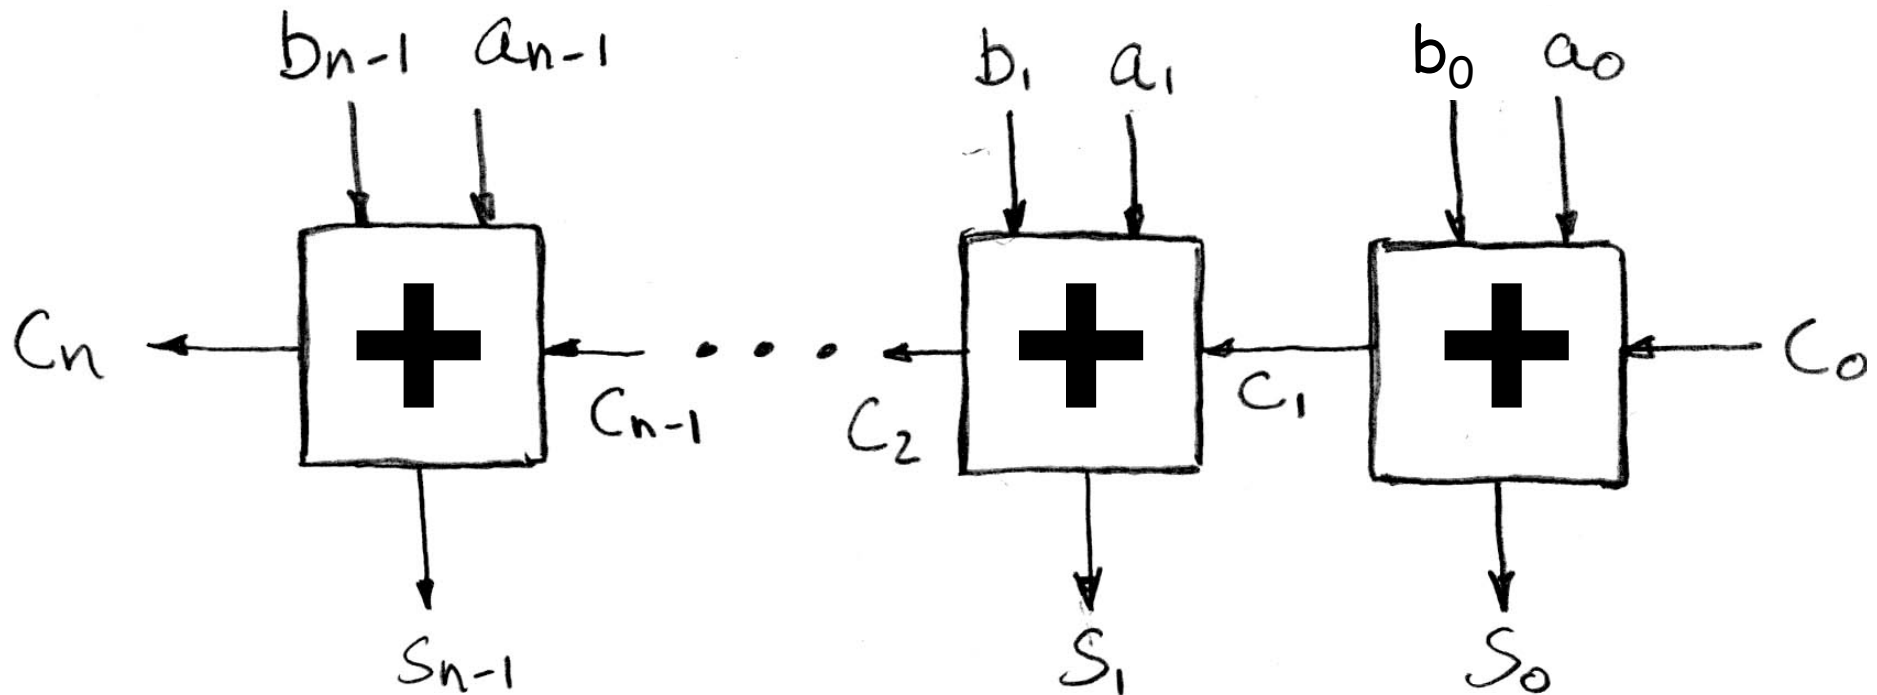 bn-1 an-1 b1 a1 b0 a0
+ + +
Cn Cn-1 C2 C1 C0
Sn-1 S1 S0